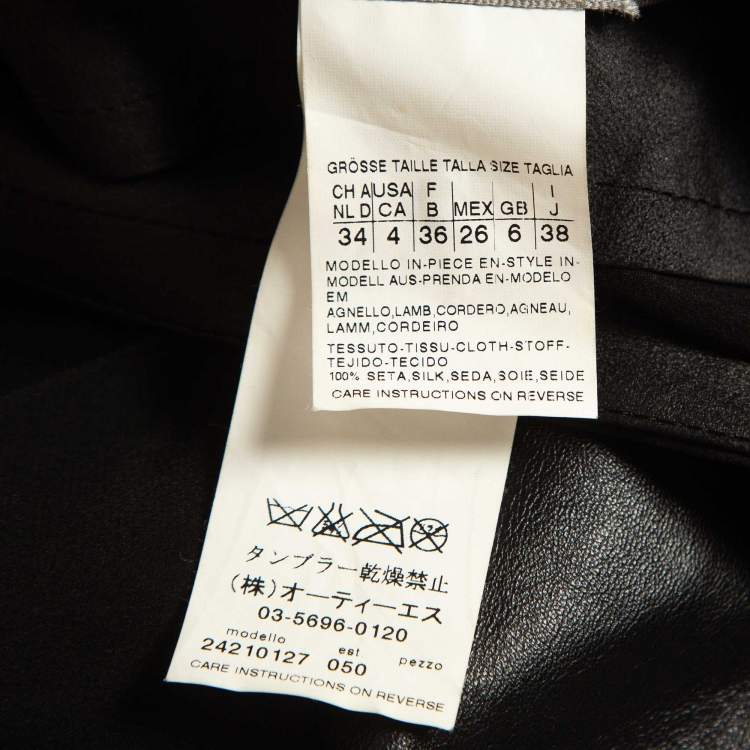 GRÖSSE TAILLE TALLA SIZE TAGLIA
CH A USA F I
NL D CA B MEX GB J
34 4 36 26 6 38
MODELLO IN-PIECE EN-STYLE IN-
MODELL AUS-PRENDA EN-MODELO
EM
AGNELLO,LAMB,CORDERO,AGNEAU,
LAMM,CORDEIRO
TESSUTO-TISSU-CLOTH-STOFF-
TEJIDO-TECIDO
100% SETA,SILK,SEDA,SOIE,SEIDE
CARE INSTRUCTIONS ON REVERSE
タンブラー乾燥禁止
(株)オーティーエス
03-5696-0120
modello est pezzo
24210127 050
CARE INSTRUCTIONS ON REVERSE